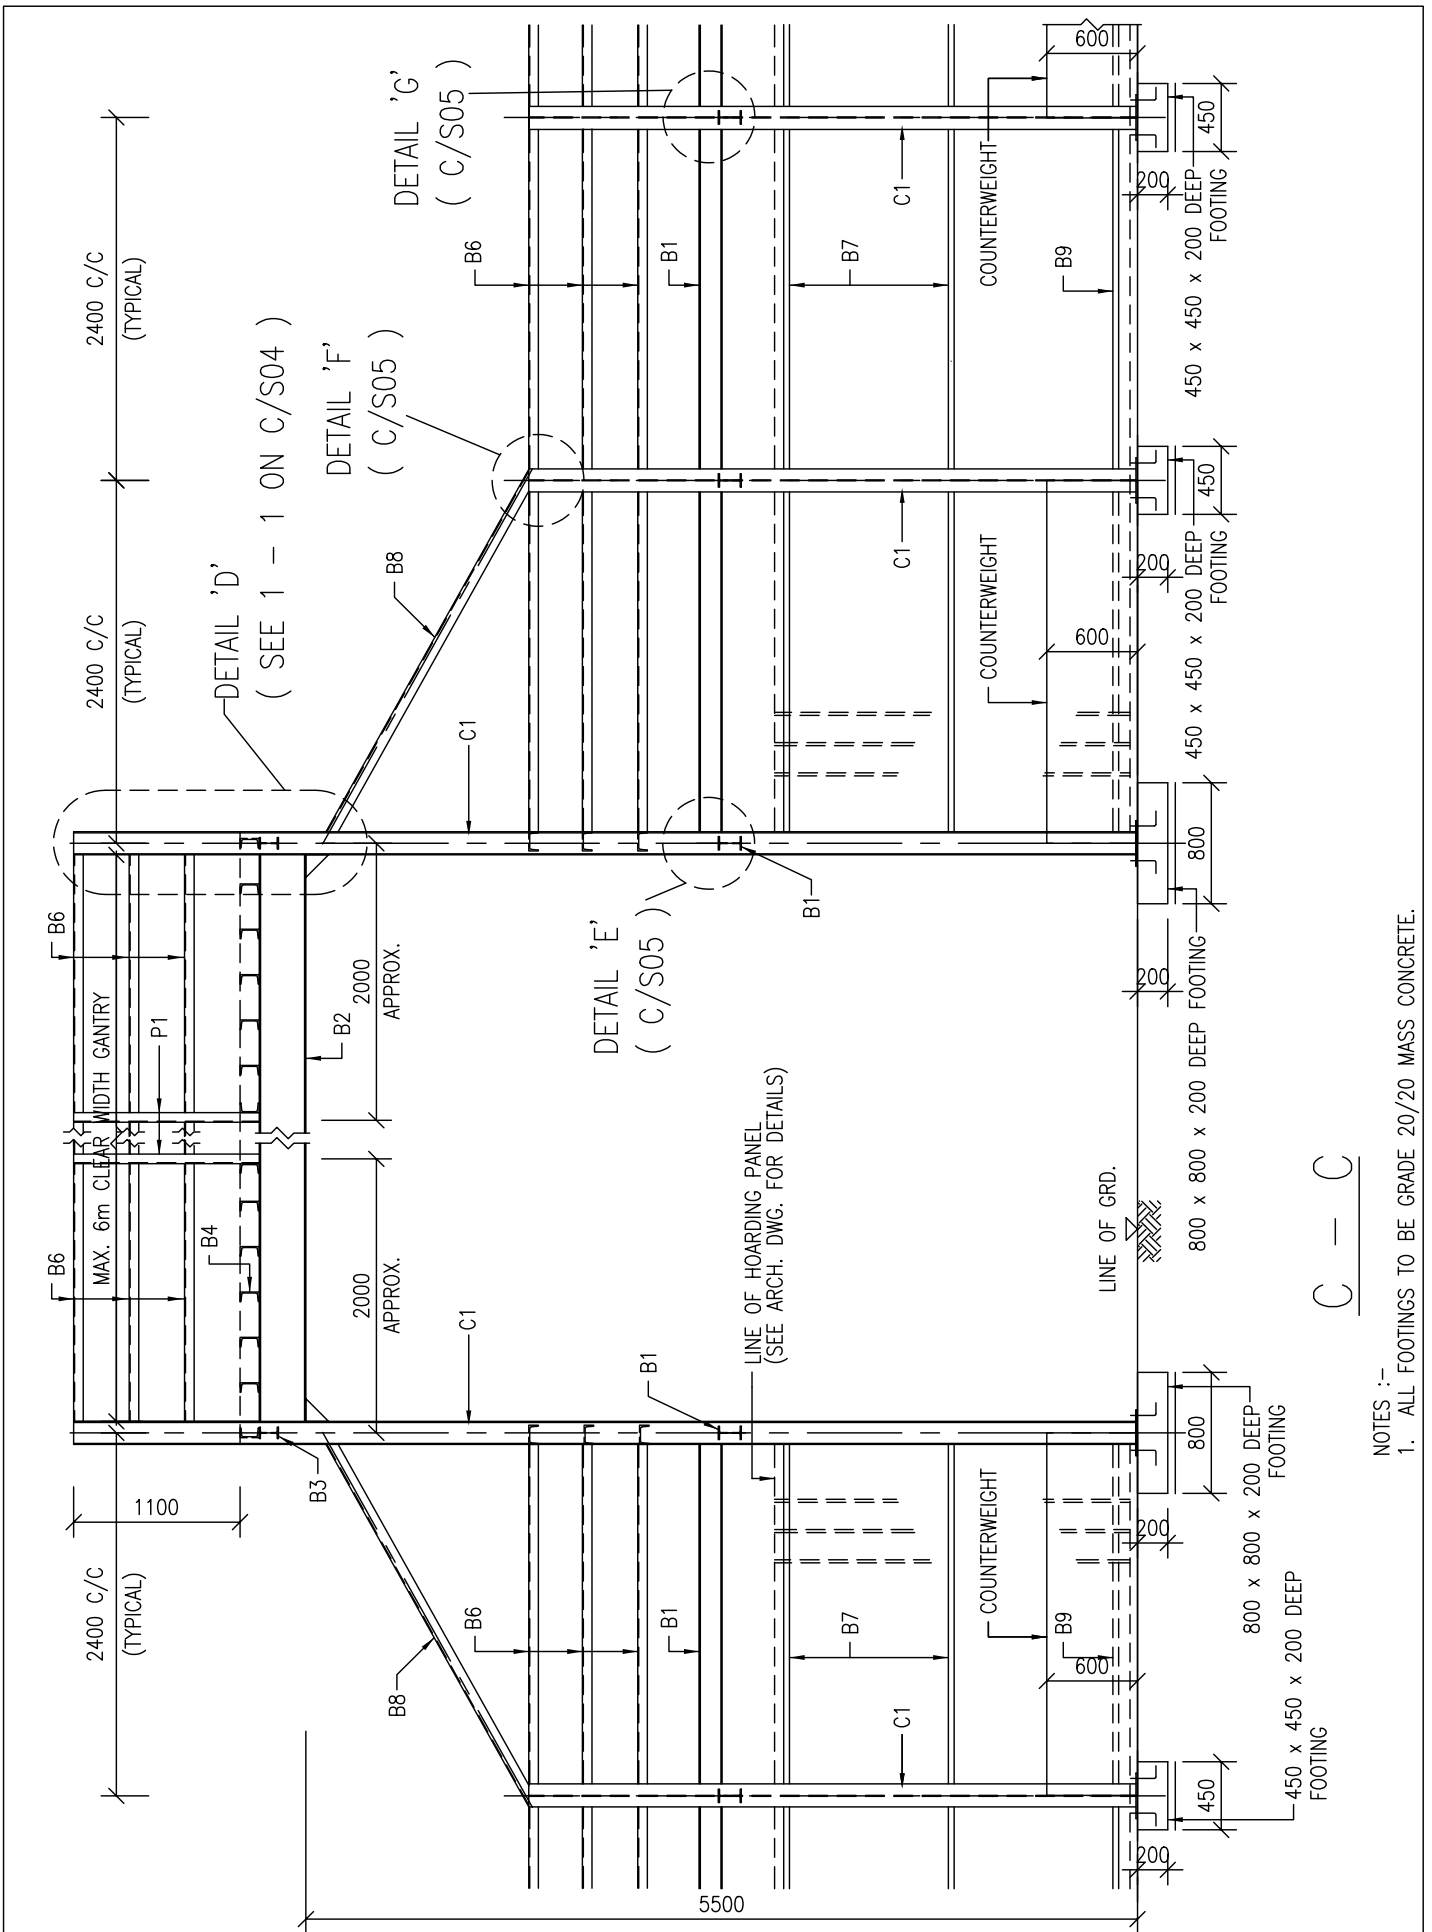 2400 C/C
(TYPICAL)
1100
B6
MAX. 6m CLEAR WIDTH GANTRY
P1
B6
2400 C/C
(TYPICAL)
2400 C/C
(TYPICAL)
DETAIL 'D'
( SEE 1 - 1 ON C/S04 )
DETAIL 'F'
( C/S05 )
DETAIL 'G'
( C/S05 )
B3
B4
B2
2000
APPROX.
2000
APPROX.
B8
B8
B6
B1
C1
C1
B6
B1
DETAIL 'E'
( C/S05 )
B1
B1
LINE OF HOARDING PANEL
(SEE ARCH. DWG. FOR DETAILS)
5500
B7
C1
B7
C1
C1
COUNTERWEIGHT
B9
600
COUNTERWEIGHT
600
COUNTERWEIGHT
B9
600
LINE OF GRD.
200
450
200
800
200
800
200
450
200
450
450 x 450 x 200 DEEP
FOOTING
800 x 800 x 200 DEEP
FOOTING
800 x 800 x 200 DEEP FOOTING
450 x 450 x 200 DEEP
FOOTING
450 x 450 x 200 DEEP
FOOTING
C - C
NOTES :-
1. ALL FOOTINGS TO BE GRADE 20/20 MASS CONCRETE.